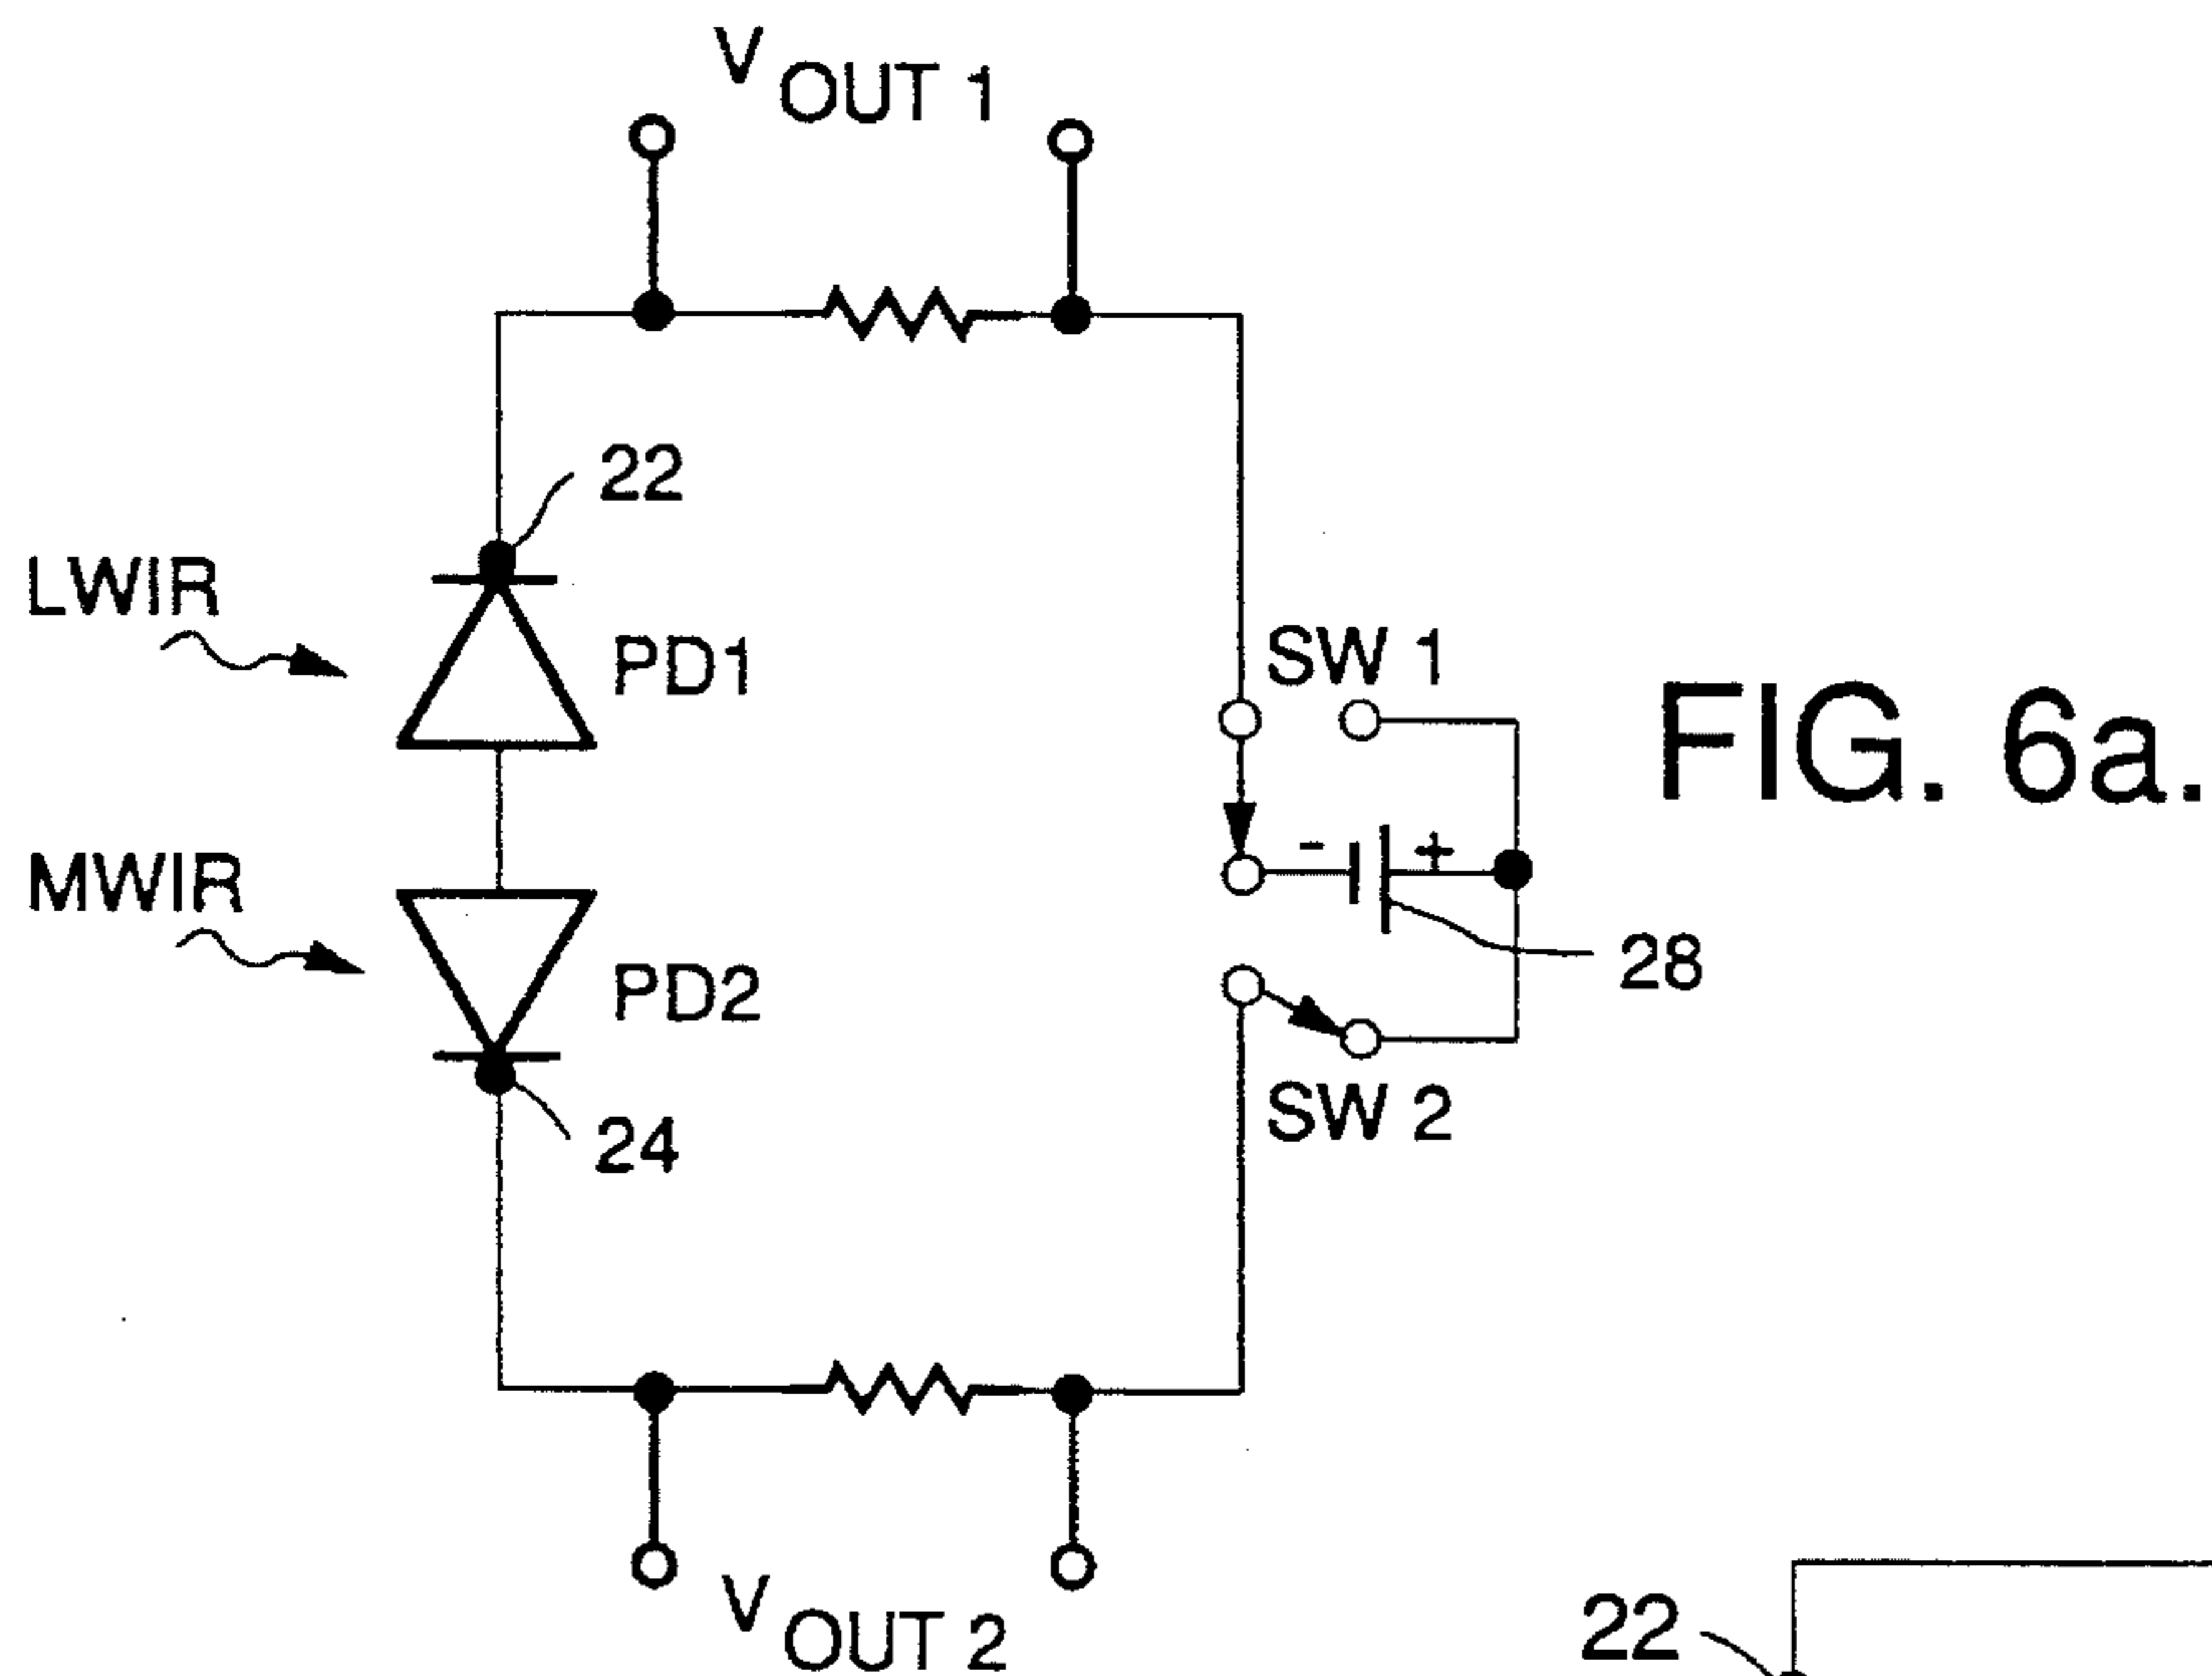 V OUT 1
22
LWIR
PD1
SW 1
FIG. 6a.
- +
MWIR
PD2
28
24
SW 2
V OUT 2
22